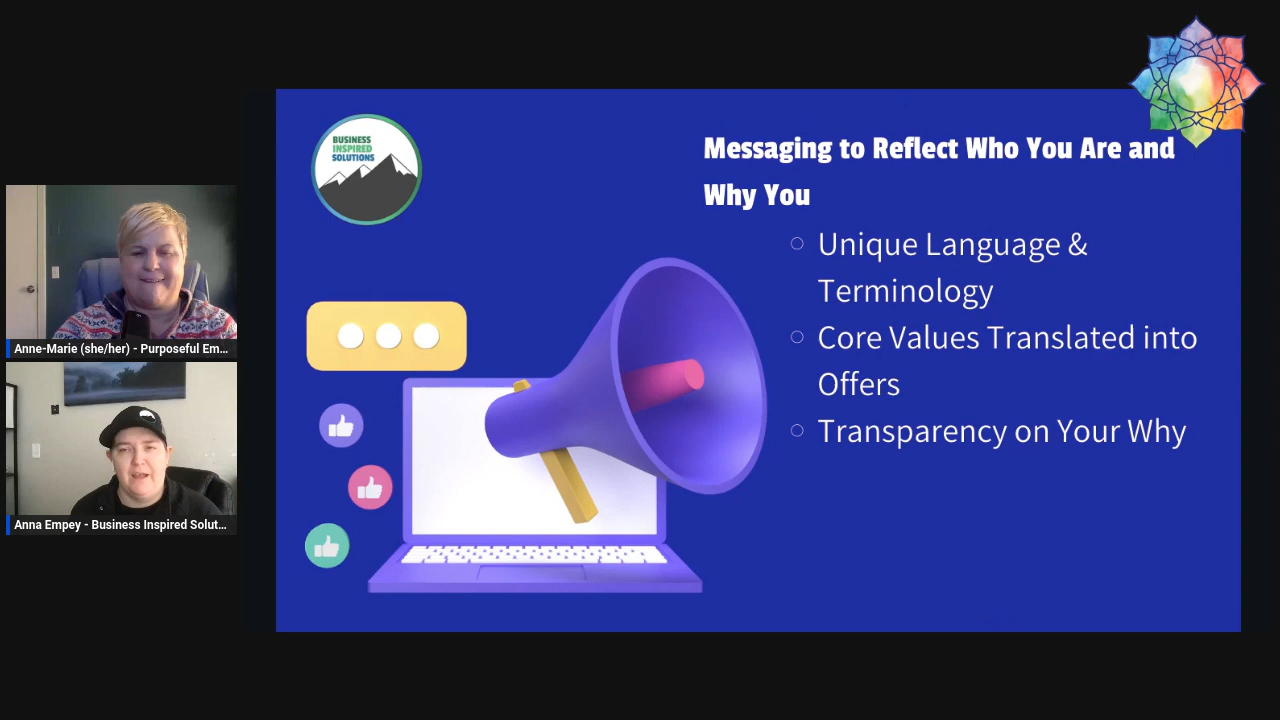 BUSINESS
INSPIRED
SOLUTIONS
Messaging to Reflect Who You Are and
Why You
Unique Language &
Terminology
Core Values Translated into
Offers
Transparency on Your Why
Anne-Marie (she/her) - Purposeful Em...
Anna Empey - Business Inspired Solut...